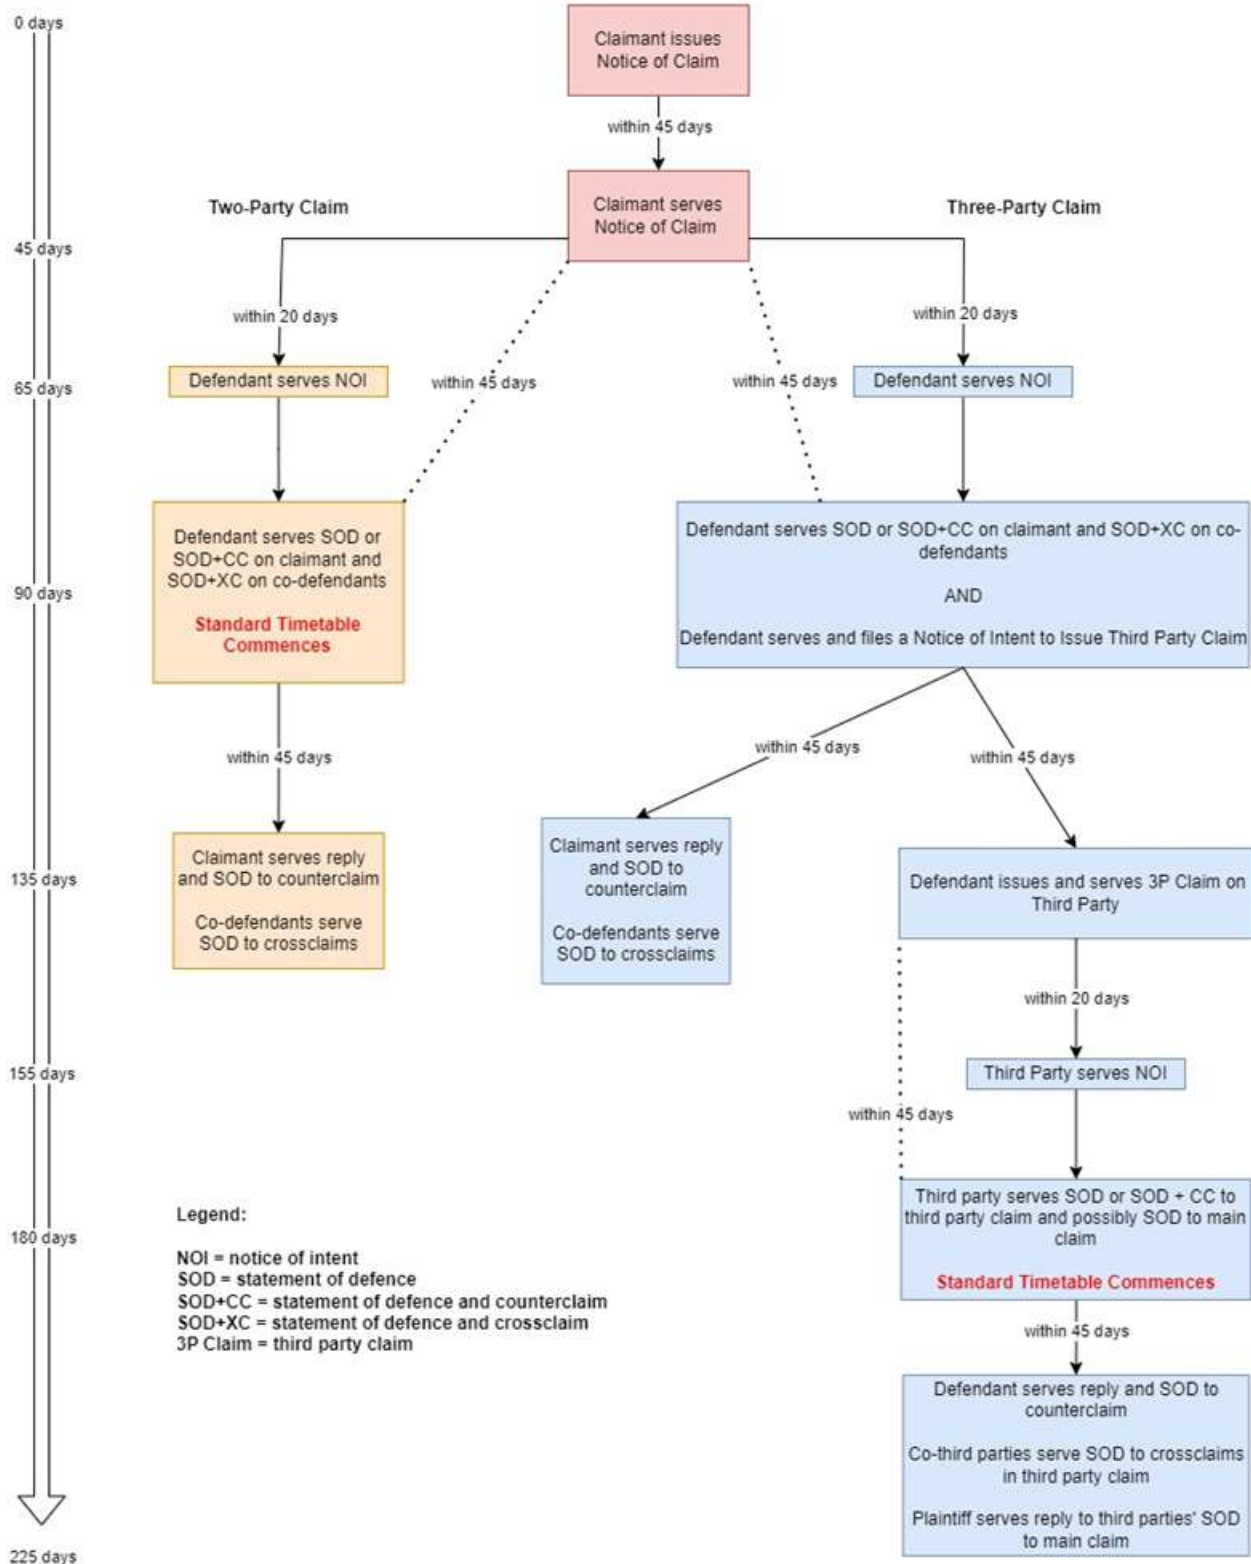 0 days
Claimant issues
Notice of Claim
within 45 days
Claimant serves
Notice of Claim
Two-Party Claim
Three-Party Claim
45 days
within 20 days
within 20 days
Defendant serves NOI
within 45 days
within 45 days
Defendant serves NOI
65 days
Defendant serves SOD or
SOD+CC on claimant and
SOD+XC on co-defendants
Standard Timetable
Commences
Defendant serves SOD or SOD+CC on claimant and SOD+XC on co-
defendants
AND
Defendant serves and files a Notice of Intent to Issue Third Party Claim
90 days
within 45 days
within 45 days
within 45 days
Claimant serves reply
and SOD to counterclaim
Co-defendants serve
SOD to crossclaims
Claimant serves reply
and SOD to
counterclaim
Co-defendants serve
SOD to crossclaims
Defendant issues and serves 3P Claim on
Third Party
135 days
within 20 days
155 days
Third Party serves NOI
within 45 days
Third party serves SOD or SOD + CC to
third party claim and possibly SOD to main
claim
Standard Timetable Commences
180 days
Legend:
NOI = notice of intent
SOD = statement of defence
SOD+CC = statement of defence and counterclaim
SOD+XC = statement of defence and crossclaim
3P Claim = third party claim
within 45 days
Defendant serves reply and SOD to
counterclaim
Co-third parties serve SOD to crossclaims
in third party claim
Plaintiff serves reply to third parties' SOD
to main claim
225 days